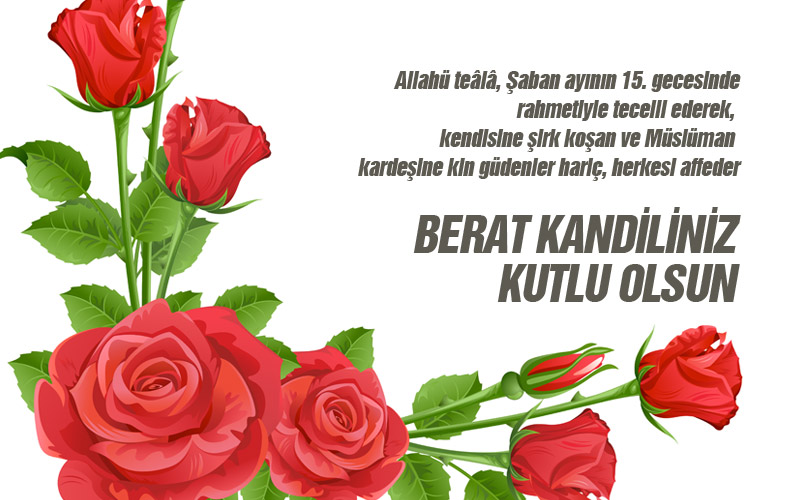 Allahü teâlâ, Şaban ayının 15. gecesinde
rahmetiyle tecelli ederek,
kendisine şirk koşan ve Müslüman
kardeşine kin güdenler hariç, herkesi affeder
BERAT KANDİLİNİZ
KUTLU OLSUN